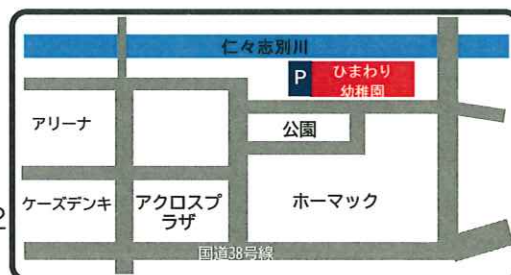 仁々志別川
P
ひまわり
幼稚園
アリーナ
公園
ケーズデンキ
アクロスプ
ラザ
ホーマック
国道38号線